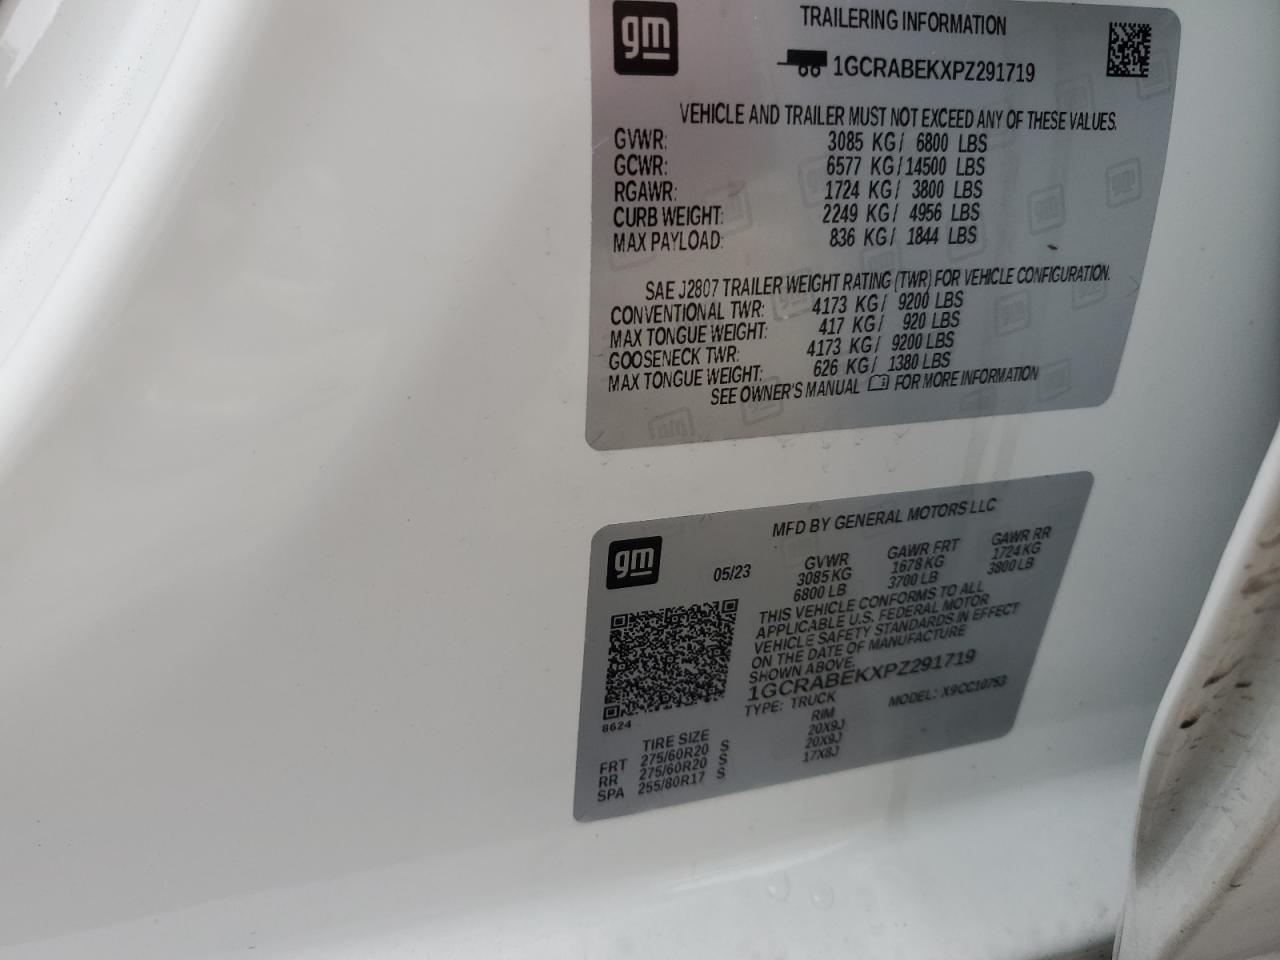 gm
TRAILERING INFORMATION
1GCRABEKXPZ291719
VEHICLE AND TRAILER MUST NOT EXCEED ANY OF THESE VALUES.
GVWR: 3085 KG/ 6800 LBS
GCWR: 6577 KG/14500 LBS
RGAWR: 1724 KG/ 3800 LBS
CURB WEIGHT: 2249 KG/ 4956 LBS
MAX PAYLOAD: 836 KG/ 1844 LBS
SAE J2807 TRAILER WEIGHT RATING (TWR) FOR VEHICLE CONFIGURATION.
CONVENTIONAL TWR: 4173 KG/ 9200 LBS
MAX TONGUE WEIGHT: 417 KG/ 920 LBS
GOOSENECK TWR: 4173 KG/ 9200 LBS
MAX TONGUE WEIGHT: 626 KG/ 1380 LBS
SEE OWNER'S MANUAL FOR MORE INFORMATION
gm
MFD BY GENERAL MOTORS LLC
05/23
GVWR GAWR FRT GAWR RR
3085 KG 1678 KG 1724 KG
6800 LB 3700 LB 3800 LB
THIS VEHICLE CONFORMS TO ALL
APPLICABLE U.S. FEDERAL MOTOR
VEHICLE SAFETY STANDARDS IN EFFECT
ON THE DATE OF MANUFACTURE
SHOWN ABOVE.
1GCRABEKXPZ291719
TYPE: TRUCK MODEL: X9CC10753
8624
TIRE SIZE RIM
FRT 275/60R20 S 20X9J
RR 275/60R20 S 20X9J
SPA 255/80R17 S 17X8J